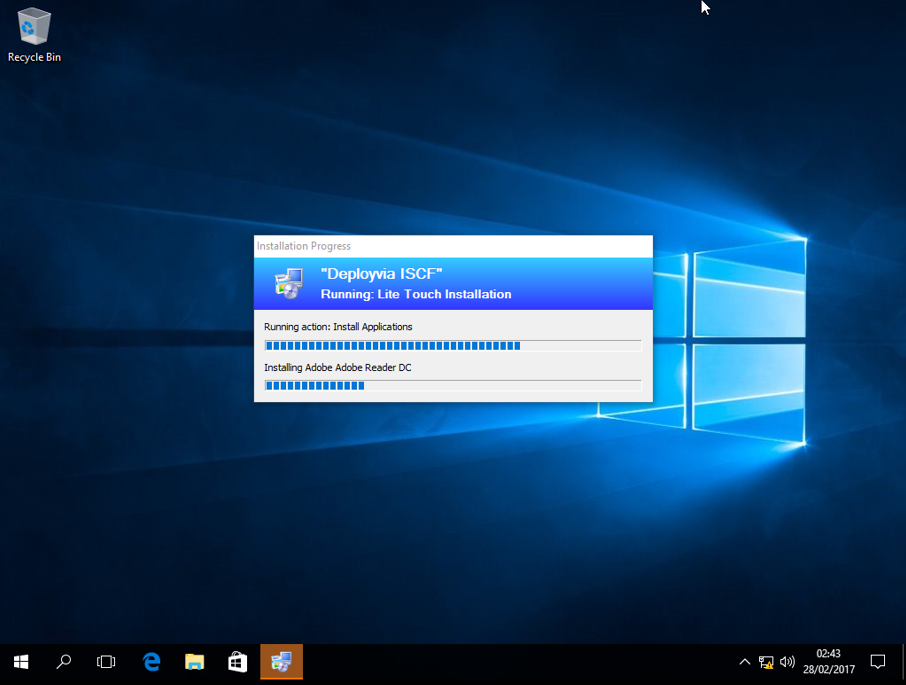 Recycle Bin
Installation Progress
"Deployvia ISCF"
Running: Lite Touch Installation
Running action: Install Applications
Installing Adobe Adobe Reader DC
02:43
28/02/2017